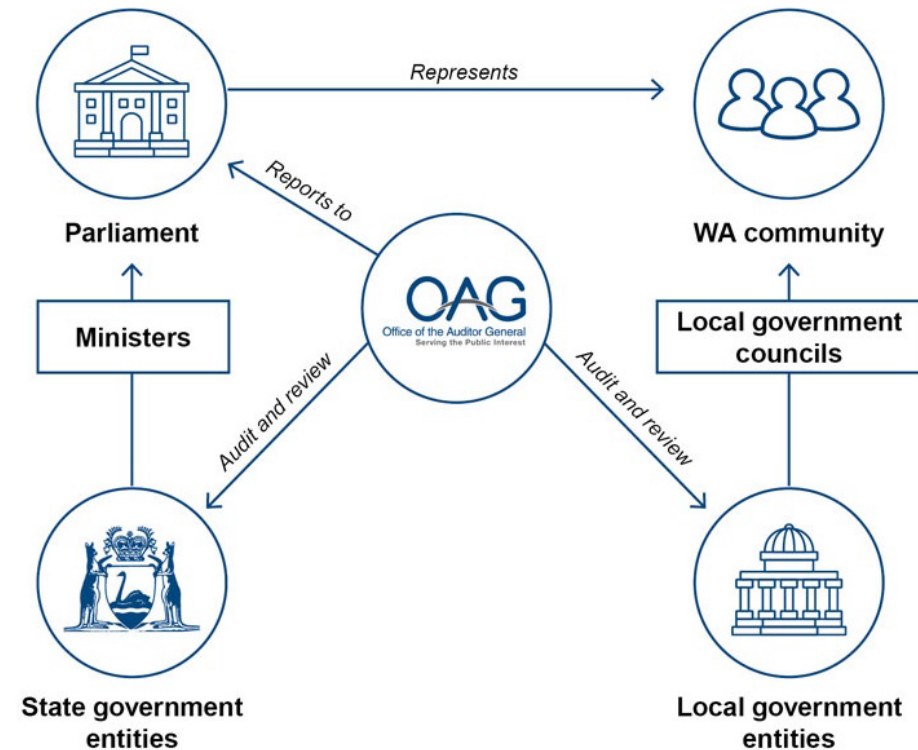 Represents
Reports to
Parliament
WA community
OAG
Office of the Auditor General
Serving the Public Interest
Ministers
Local government
councils
Audit and review
Audit and review
State government
entities
Local government
entities